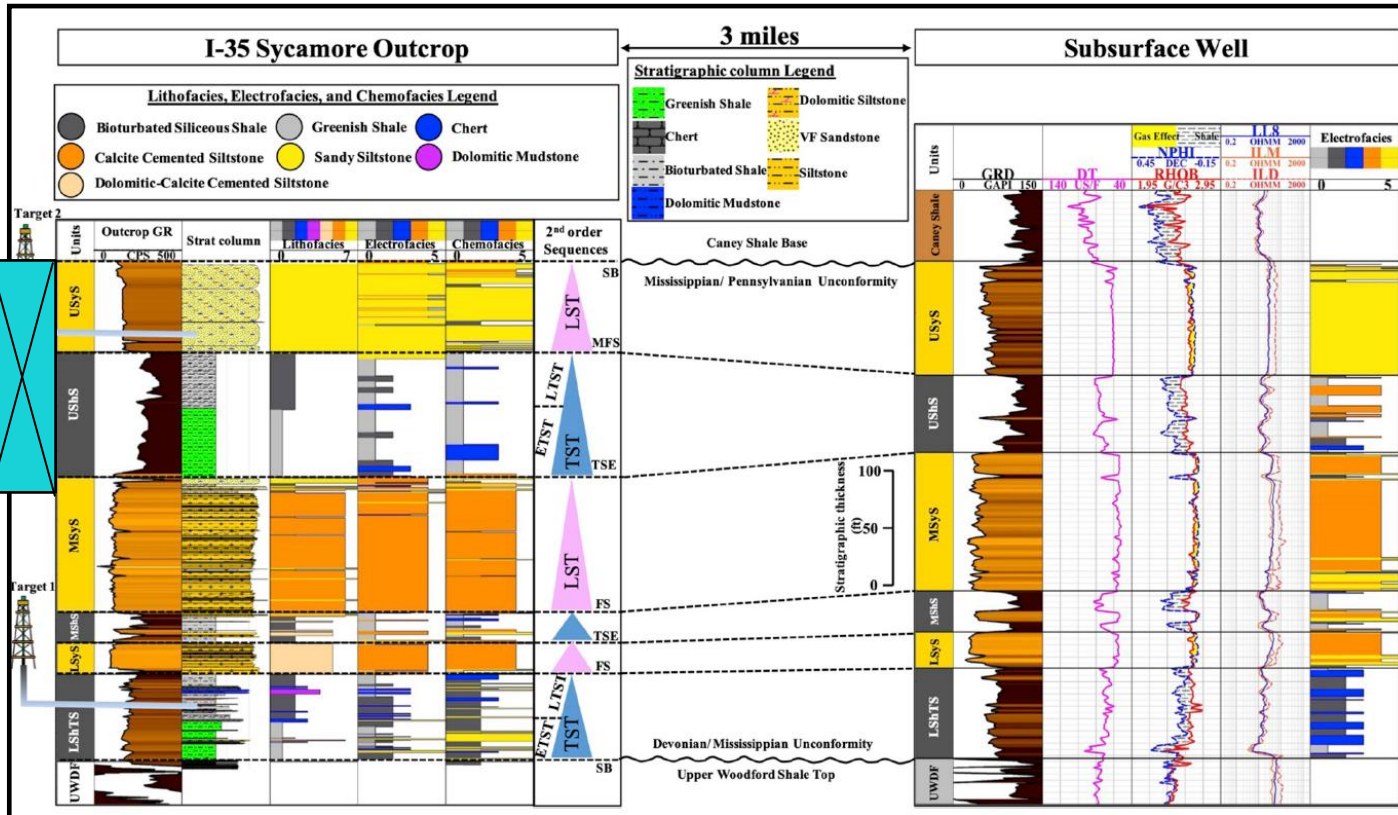 I-35 Sycamore Outcrop
3 miles
Subsurface Well
Lithofacies, Electrofacies, and Chemofacies Legend
Bioturbated Siliceous Shale
Greenish Shale
Chert
Calcite Cemented Siltstone
Sandy Siltstone
Dolomitic Mudstone
Dolomitic-Calcite Cemented Siltstone
Stratigraphic column Legend
Greenish Shale
Dolomitic Siltstone
Chert
VF Sandstone
Bioturbated Shale
Siltstone
Dolomitic Mudstone
Target 2
Units
Outcrop GR
0 CPS 500
Strat column
Lithofacies
0 7
Electrofacies
0 5
Chemofacies
0 5
2nd order
Sequences
USyS
UShS
MSyS
MShS
LSyS
LShTS
UWDF
Target 1
SB
LST
MFS
LTST
ETST
TST
TSE
LST
FS
TSE
FS
LTST
ETST
TST
SB
Caney Shale Base
Mississippian/ Pennsylvanian Unconformity
Stratigraphic thickness
(ft)
100
50
0
Devonian/ Mississippian Unconformity
Upper Woodford Shale Top
Units
GRD
0 GAPI 150
DT
140 US/F 40
Gas Effect
Shale
NPHI
0.45 DEC -0.15
RHOB
1.95 G/C3 2.95
LL8
0.2 OHMM 2000
ILM
0.2 OHMM 2000
ILD
0.2 OHMM 2000
Electrofacies
0 5
Caney Shale
USyS
UShS
MSyS
MShS
LSyS
LShTS
UWDF